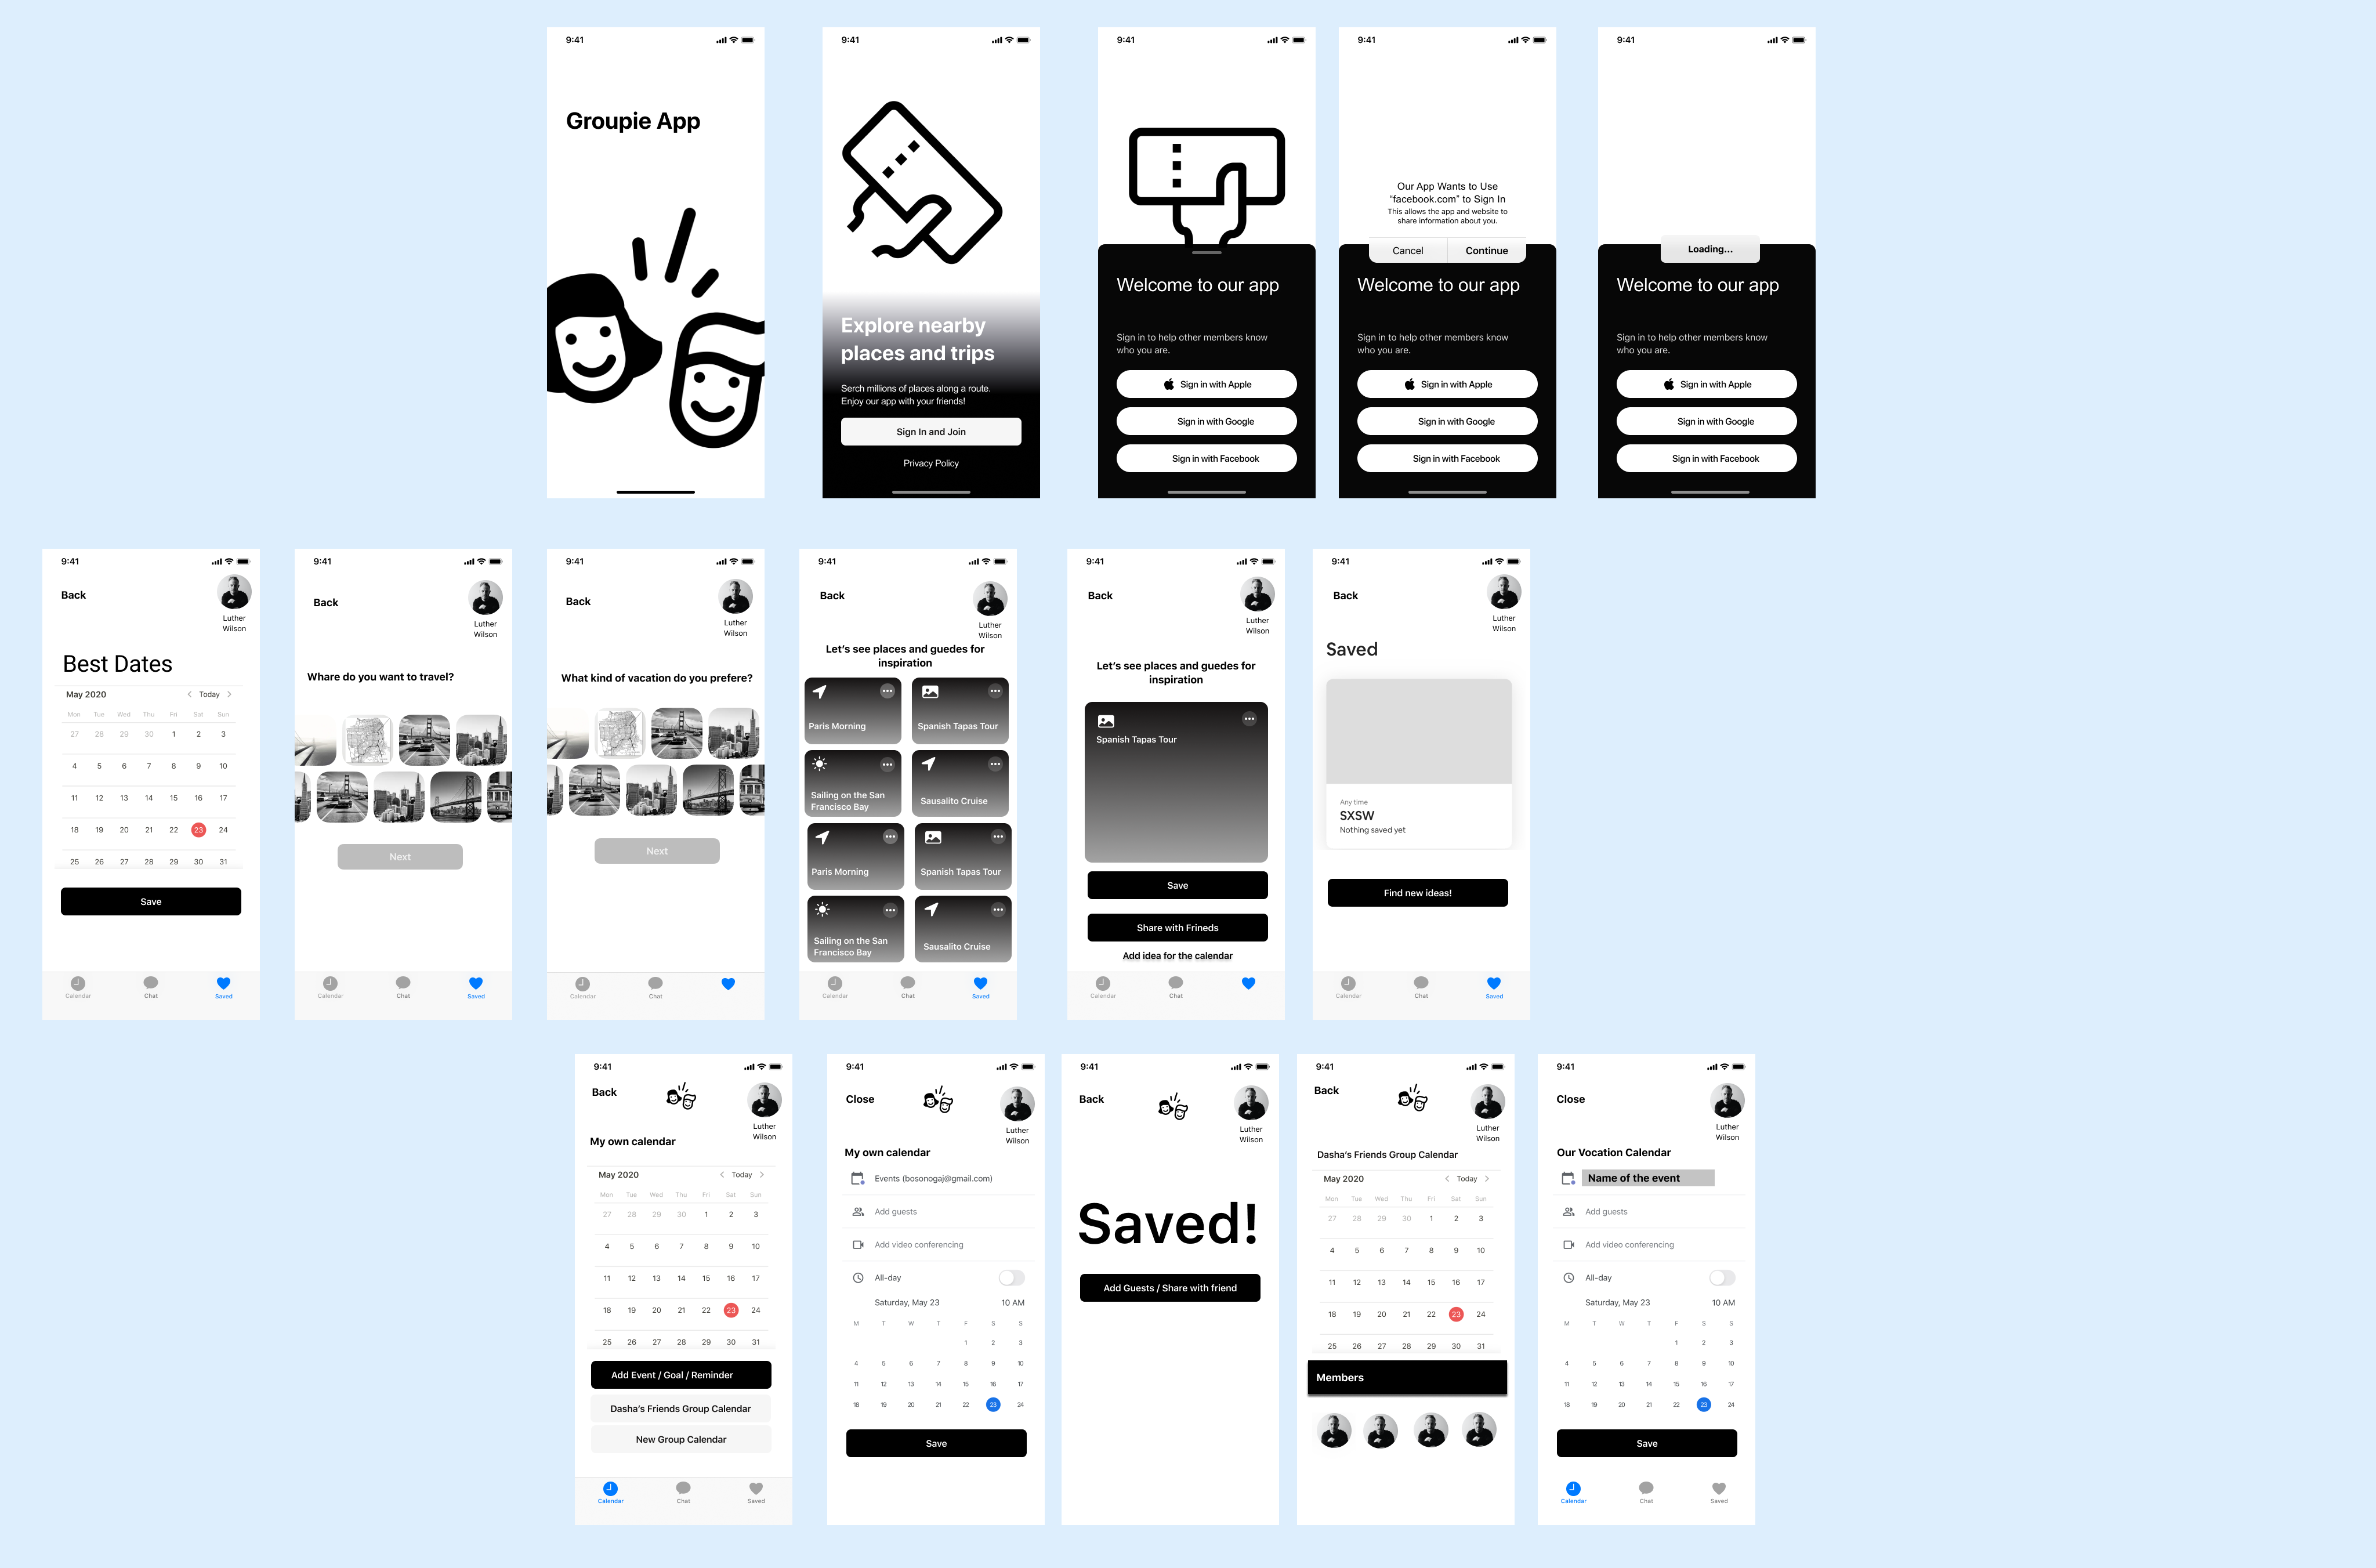 9:41
Groupie App
9:41
Explore nearby
places and trips
Serch millions of places along a route.
Enjoy our app with your friends!
Sign In and Join
Privacy Policy
9:41
Welcome to our app
Sign in to help other members know
who you are.
Sign in with Apple
Sign in with Google
Sign in with Facebook
9:41
Our App Wants to Use
“facebook.com” to Sign In
This allows the app and website to
share information about you.
Cancel Continue
Welcome to our app
Sign in to help other members know
who you are.
Sign in with Apple
Sign in with Google
Sign in with Facebook
9:41
Loading...
Welcome to our app
Sign in to help other members know
who you are.
Sign in with Apple
Sign in with Google
Sign in with Facebook
9:41
Back
Luther
Wilson
Best Dates
May 2020 Today
Mon Tue Wed Thu Fri Sat Sun
27 28 29 30 1 2 3
4 5 6 7 8 9 10
11 12 13 14 15 16 17
18 19 20 21 22 23 24
25 26 27 28 29 30 31
Save
Calendar Chat Saved
9:41
Back
Luther
Wilson
Whare do you want to travel?
Next
Calendar Chat Saved
9:41
Back
Luther
Wilson
What kind of vacation do you prefere?
Next
Calendar Chat
9:41
Back
Luther
Wilson
Let’s see places and guedes for
inspiration
Paris Morning Spanish Tapas Tour
Sailing on the San
Francisco Bay
Sausalito Cruise
Paris Morning Spanish Tapas Tour
Sailing on the San
Francisco Bay
Sausalito Cruise
Calendar Chat Saved
9:41
Back
Luther
Wilson
Let’s see places and guedes for
inspiration
Spanish Tapas Tour
Save
Share with Frineds
Add idea for the calendar
Calendar Chat
9:41
Back
Luther
Wilson
Saved
Any time
SXSW
Nothing saved yet
Find new ideas!
Calendar Chat Saved
9:41
Back
Luther
Wilson
My own calendar
May 2020 Today
Mon Tue Wed Thu Fri Sat Sun
27 28 29 30 1 2 3
4 5 6 7 8 9 10
11 12 13 14 15 16 17
18 19 20 21 22 23 24
25 26 27 28 29 30 31
Add Event / Goal / Reminder
Dasha’s Friends Group Calendar
New Group Calendar
Calendar Chat Saved
9:41
Close
Luther
Wilson
My own calendar
Events (bosonogaj@gmail.com)
Add guests
Add video conferencing
All-day
Saturday, May 23 10 AM
M T W T F S S
1 2 3
4 5 6 7 8 9 10
11 12 13 14 15 16 17
18 19 20 21 22 23 24
Save
9:41
Back
Luther
Wilson
Saved!
Add Guests / Share with friend
9:41
Back
Luther
Wilson
Dasha’s Friends Group Calendar
May 2020 Today
Mon Tue Wed Thu Fri Sat Sun
27 28 29 30 1 2 3
4 5 6 7 8 9 10
11 12 13 14 15 16 17
18 19 20 21 22 23 24
25 26 27 28 29 30 31
Members
9:41
Close
Luther
Wilson
Our Vocation Calendar
Name of the event
Add guests
Add video conferencing
All-day
Saturday, May 23 10 AM
M T W T F S S
1 2 3
4 5 6 7 8 9 10
11 12 13 14 15 16 17
18 19 20 21 22 23 24
Save
Calendar Chat Saved